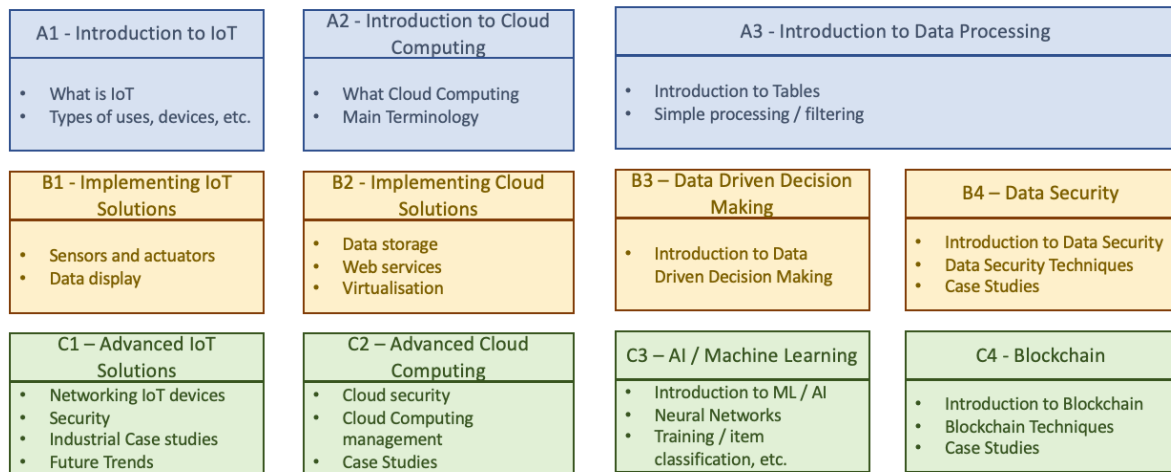 A1 - Introduction to IoT
• What is IoT
• Types of uses, devices, etc.
A2 - Introduction to Cloud
Computing
• What Cloud Computing
• Main Terminology
A3 - Introduction to Data Processing
• Introduction to Tables
• Simple processing / filtering
B1 - Implementing IoT
Solutions
• Sensors and actuators
• Data display
B2 - Implementing Cloud
Solutions
• Data storage
• Web services
• Virtualisation
B3 – Data Driven Decision
Making
• Introduction to Data
Driven Decision Making
B4 – Data Security
• Introduction to Data Security
• Data Security Techniques
• Case Studies
C1 – Advanced IoT
Solutions
• Networking IoT devices
• Security
• Industrial Case studies
• Future Trends
C2 – Advanced Cloud
Computing
• Cloud security
• Cloud Computing
management
• Case Studies
C3 – AI / Machine Learning
• Introduction to ML / AI
• Neural Networks
• Training / item
classification, etc.
C4 - Blockchain
• Introduction to Blockchain
• Blockchain Techniques
• Case Studies